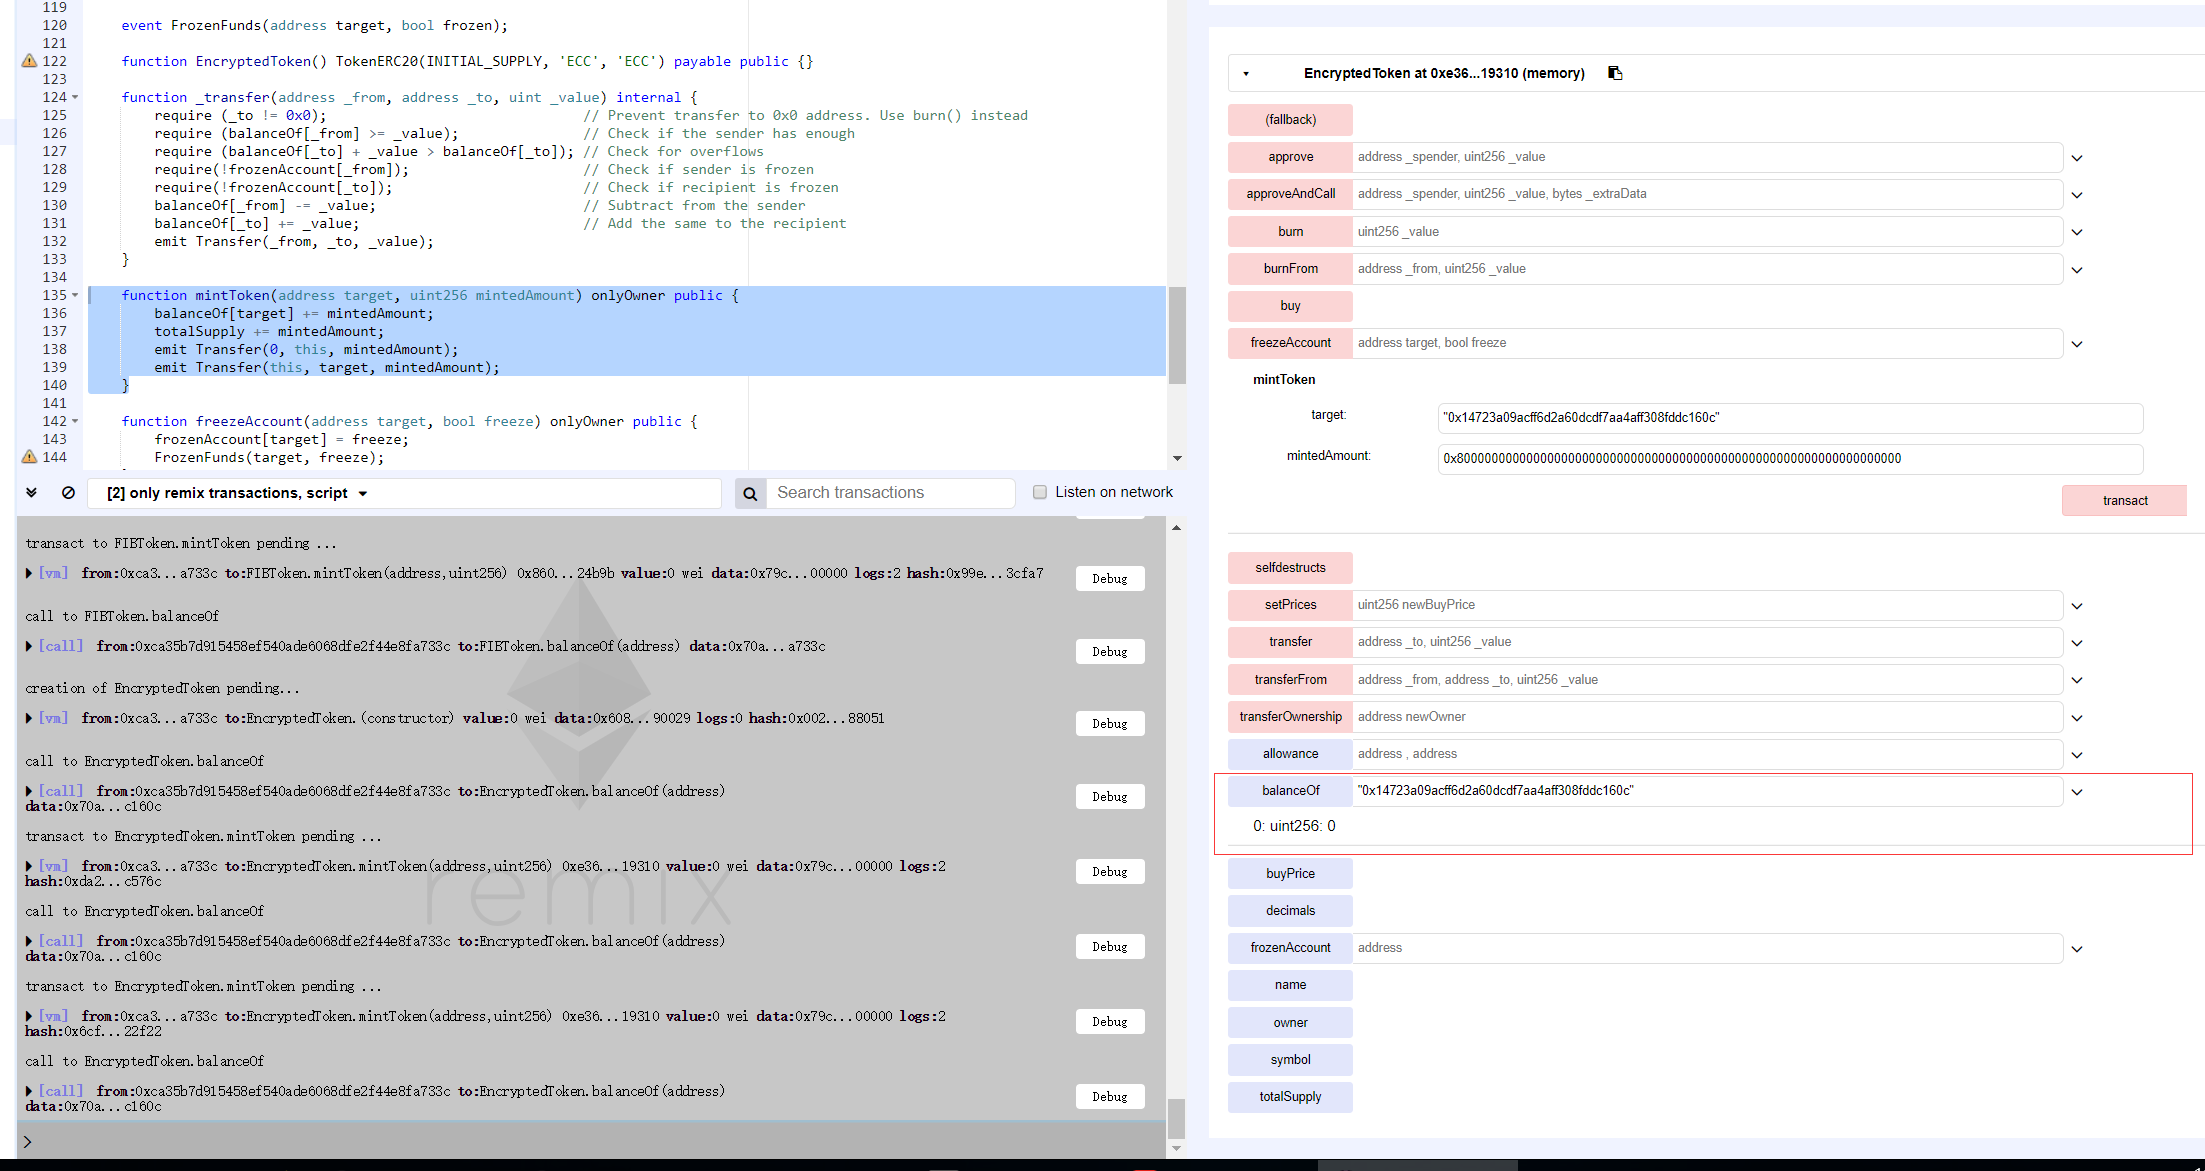 119
120 event FrozenFunds(address target, bool frozen);
121
122 function EncryptedToken() TokenERC20(INITIAL_SUPPLY, 'ECC', 'ECC') payable public {}
123
124 function _transfer(address _from, address _to, uint _value) internal {
125 require (_to != 0x0); // Prevent transfer to 0x0 address. Use burn() instead
126 require (balanceOf[_from] >= _value); // Check if the sender has enough
127 require (balanceOf[_to] + _value > balanceOf[_to]); // Check for overflows
128 require(!frozenAccount[_from]); // Check if sender is frozen
129 require(!frozenAccount[_to]); // Check if recipient is frozen
130 balanceOf[_from] -= _value; // Subtract from the sender
131 balanceOf[_to] += _value; // Add the same to the recipient
132 emit Transfer(_from, _to, _value);
133 }
134
135 function mintToken(address target, uint256 mintedAmount) onlyOwner public {
136 balanceOf[target] += mintedAmount;
137 totalSupply += mintedAmount;
138 emit Transfer(0, this, mintedAmount);
139 emit Transfer(this, target, mintedAmount);
140 }
141
142 function freezeAccount(address target, bool freeze) onlyOwner public {
143 frozenAccount[target] = freeze;
144 FrozenFunds(target, freeze);
[2] only remix transactions, script
Search transactions
Listen on network
transact to FIBToken.mintToken pending ...
[vm] from:0xca3...a733c to:FIBToken.mintToken(address,uint256) 0x860...24b9b value:0 wei data:0x79c...00000 logs:2 hash:0x99e...3cfa7
Debug
call to FIBToken.balanceOf
[call] from:0xca35b7d915458ef540ade6068dfe2f44e8fa733c to:FIBToken.balanceOf(address) data:0x70a...a733c
Debug
creation of EncryptedToken pending...
[vm] from:0xca3...a733c to:EncryptedToken.(constructor) value:0 wei data:0x608...90029 logs:0 hash:0x002...88051
Debug
call to EncryptedToken.balanceOf
[call] from:0xca35b7d915458ef540ade6068dfe2f44e8fa733c to:EncryptedToken.balanceOf(address)
data:0x70a...c160c
Debug
transact to EncryptedToken.mintToken pending ...
[vm] from:0xca3...a733c to:EncryptedToken.mintToken(address,uint256) 0xe36...19310 value:0 wei data:0x79c...00000 logs:2
hash:0xda2...c576c
Debug
remix
call to EncryptedToken.balanceOf
[call] from:0xca35b7d915458ef540ade6068dfe2f44e8fa733c to:EncryptedToken.balanceOf(address)
data:0x70a...c160c
Debug
transact to EncryptedToken.mintToken pending ...
[vm] from:0xca3...a733c to:EncryptedToken.mintToken(address,uint256) 0xe36...19310 value:0 wei data:0x79c...00000 logs:2
hash:0x6cf...22f22
Debug
call to EncryptedToken.balanceOf
[call] from:0xca35b7d915458ef540ade6068dfe2f44e8fa733c to:EncryptedToken.balanceOf(address)
data:0x70a...c160c
Debug
>
EncryptedToken at 0xe36...19310 (memory)
(fallback)
approve address _spender, uint256 _value
approveAndCall address _spender, uint256 _value, bytes _extraData
burn uint256 _value
burnFrom address _from, uint256 _value
buy
freezeAccount address target, bool freeze
mintToken
target: "0x14723a09acff6d2a60dcdf7aa4aff308fddc160c"
mintedAmount: 0x8000000000000000000000000000000000000000000000000000000000000000
transact
selfdestructs
setPrices uint256 newBuyPrice
transfer address _to, uint256 _value
transferFrom address _from, address _to, uint256 _value
transferOwnership address newOwner
allowance address , address
balanceOf "0x14723a09acff6d2a60dcdf7aa4aff308fddc160c"
0: uint256: 0
buyPrice
decimals
frozenAccount address
name
owner
symbol
totalSupply